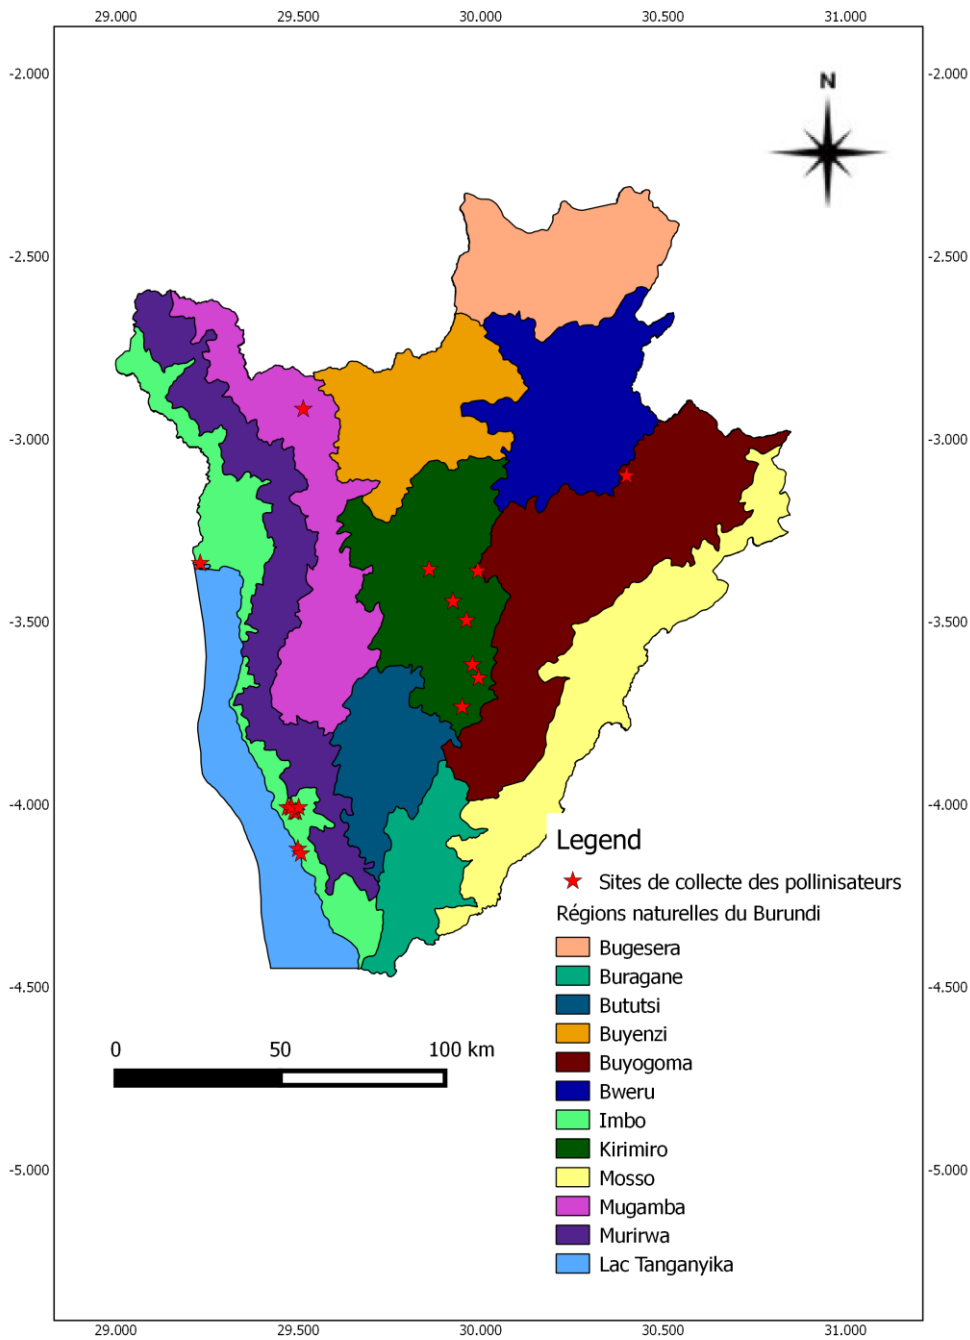 29.000 29.500 30.000 30.500 31.000
-2.000 -2.000
N
-2.500 -2.500
-3.000 -3.000
-3.500 -3.500
-4.000 -4.000
Legend
Sites de collecte des pollinisateurs
Régions naturelles du Burundi
Bugesera
Buragane
-4.500 -4.500
Bututsi
Buyenzi
0 50 100 km
Buyogoma
Bweru
Imbo
Kirimiro
-5.000 -5.000
Mosso
Mugamba
Murirwa
Lac Tanganyika
29.000 29.500 30.000 30.500 31.000